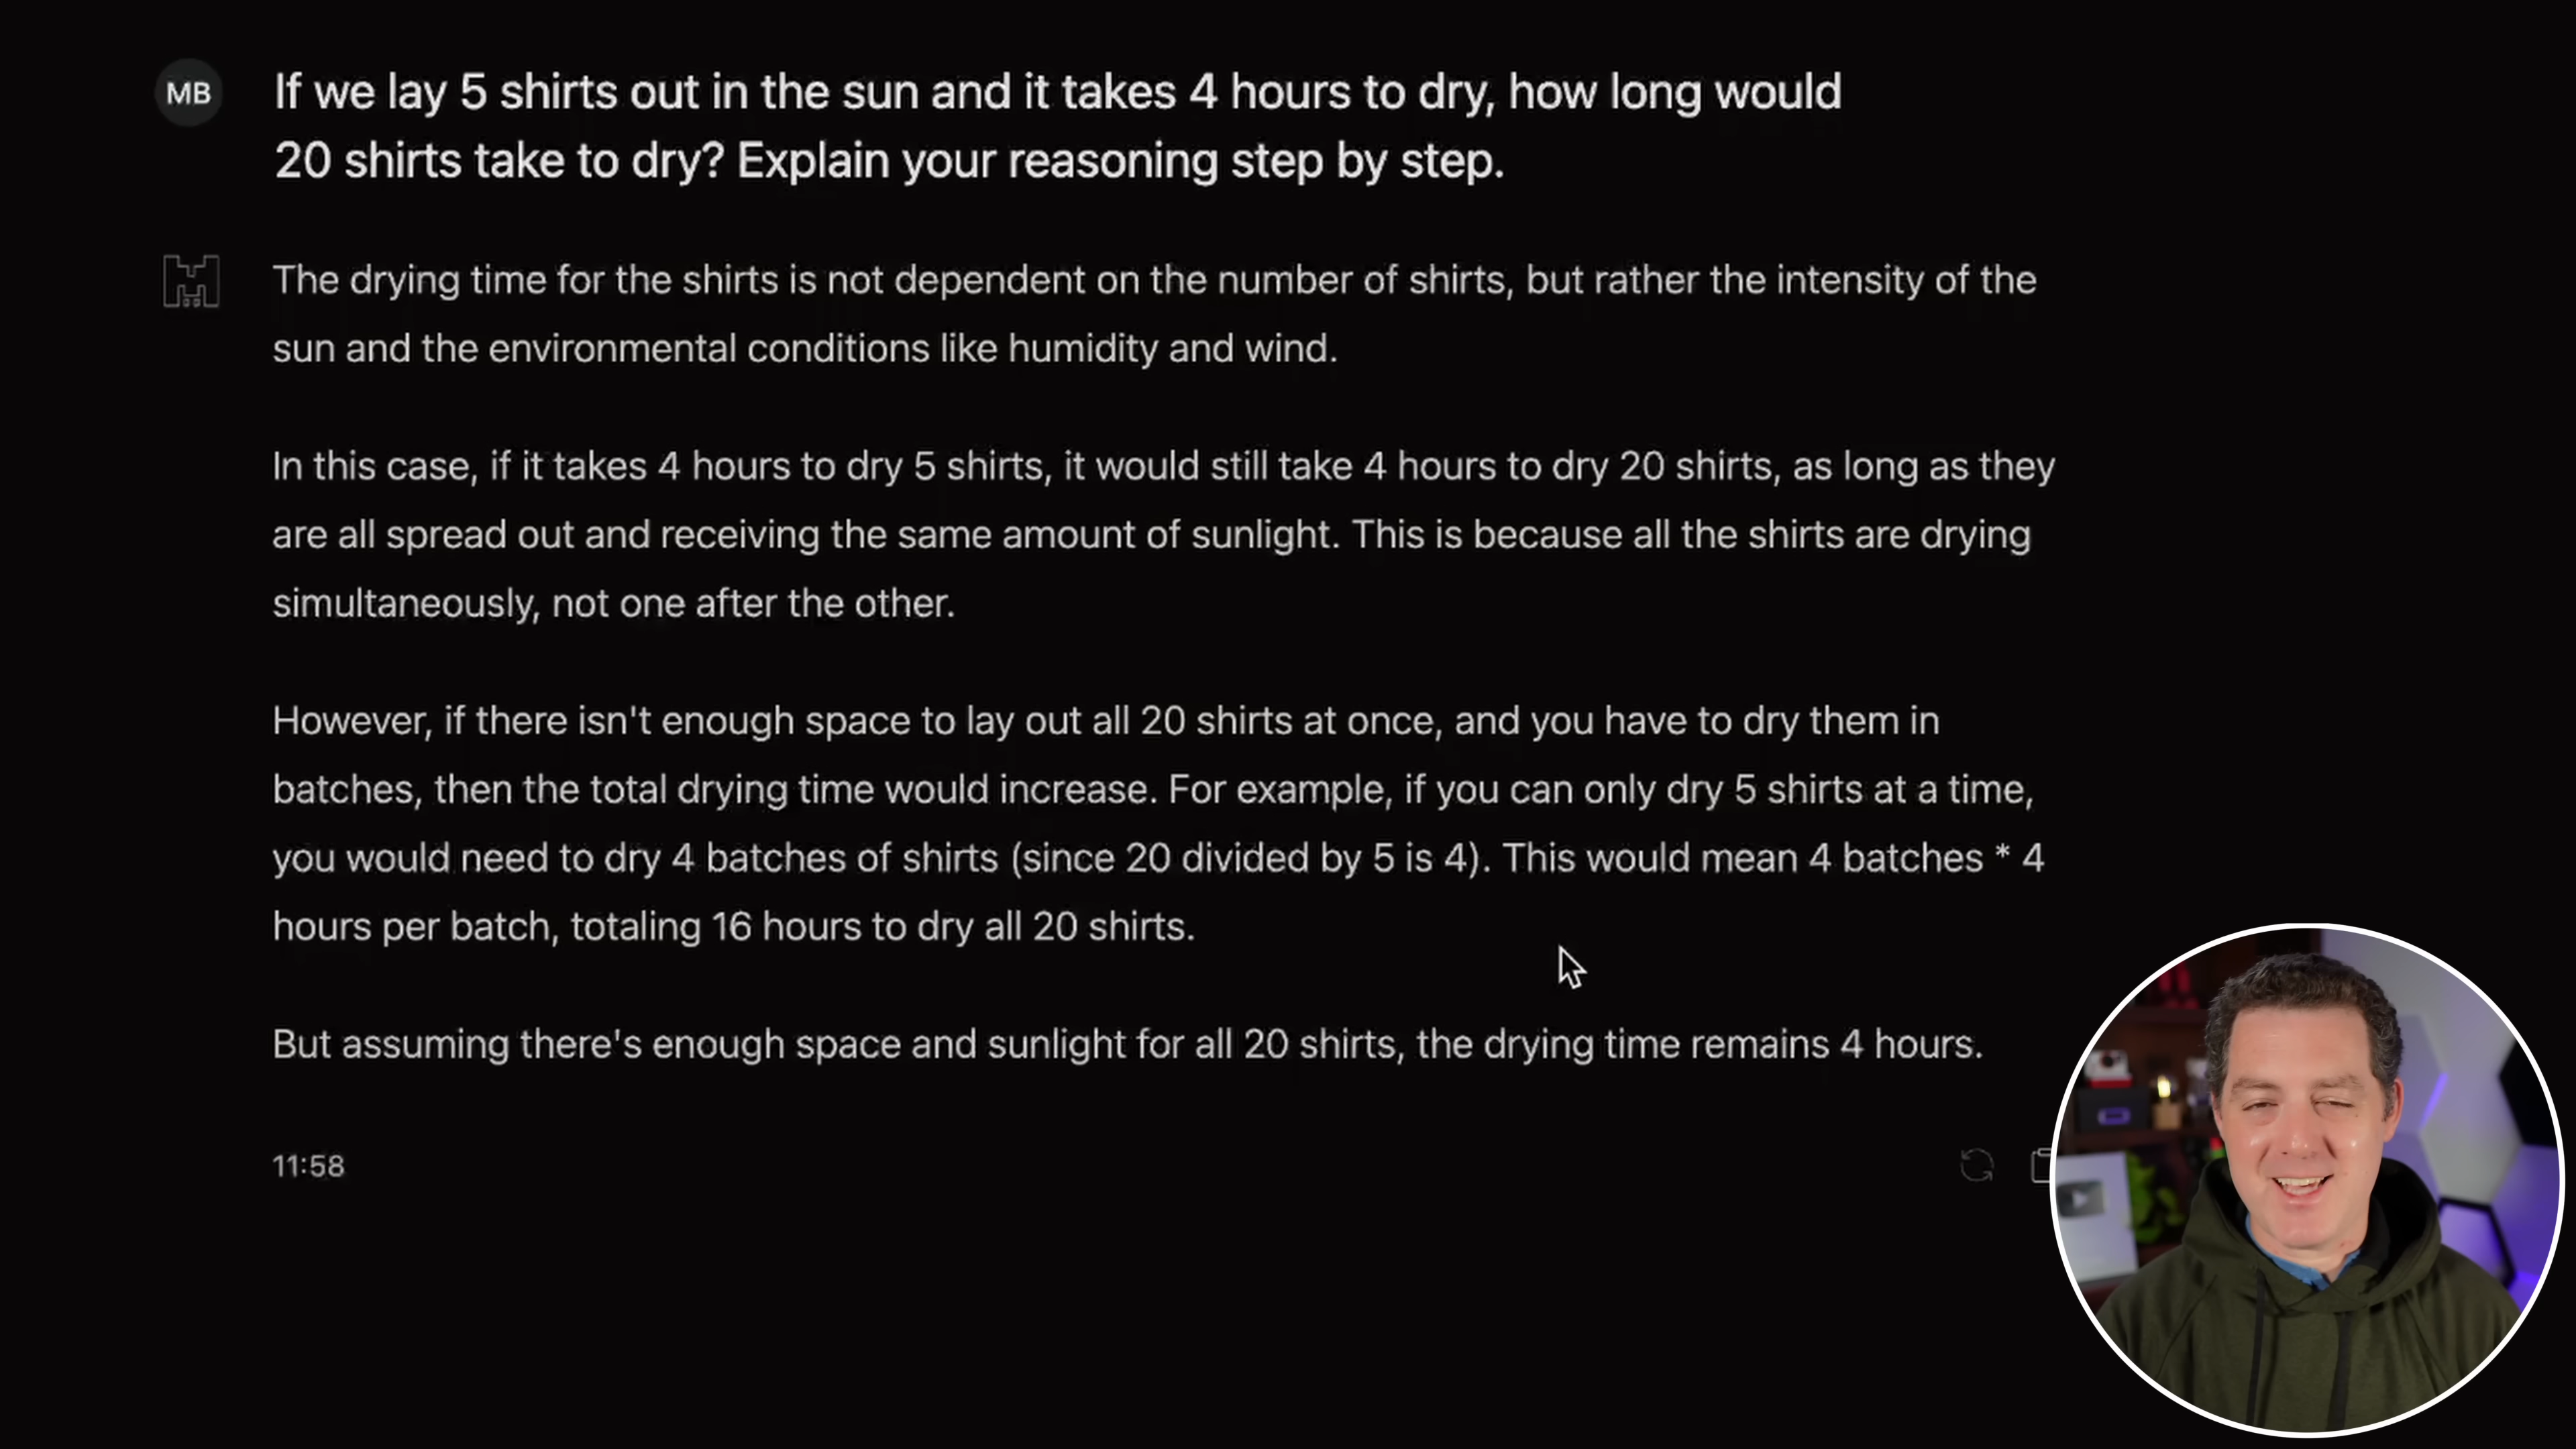 MB
If we lay 5 shirts out in the sun and it takes 4 hours to dry, how long would
20 shirts take to dry? Explain your reasoning step by step.
The drying time for the shirts is not dependent on the number of shirts, but rather the intensity of the
sun and the environmental conditions like humidity and wind.
In this case, if it takes 4 hours to dry 5 shirts, it would still take 4 hours to dry 20 shirts, as long as they
are all spread out and receiving the same amount of sunlight. This is because all the shirts are drying
simultaneously, not one after the other.
However, if there isn't enough space to lay out all 20 shirts at once, and you have to dry them in
batches, then the total drying time would increase. For example, if you can only dry 5 shirts at a time,
you would need to dry 4 batches of shirts (since 20 divided by 5 is 4). This would mean 4 batches * 4
hours per batch, totaling 16 hours to dry all 20 shirts.
But assuming there's enough space and sunlight for all 20 shirts, the drying time remains 4 hours.
11:58